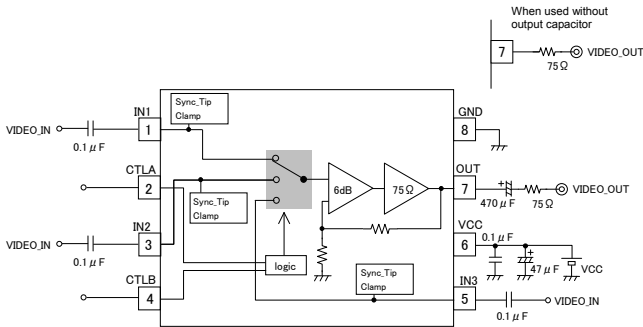 When used without
output capacitor
7
VIDEO_OUT
75Ω
Sync_Tip
Clamp
IN1
GND
VIDEO_IN
1
8
0.1μF
CTLA
OUT
2
6dB
75Ω
7
VIDEO_OUT
Sync_Tip
Clamp
470μF
75Ω
IN2
VCC
VIDEO_IN
3
6
0.1μF
0.1μF
logic
47μF
VCC
CTLB
Sync_Tip
Clamp
IN3
4
5
VIDEO_IN
0.1μF